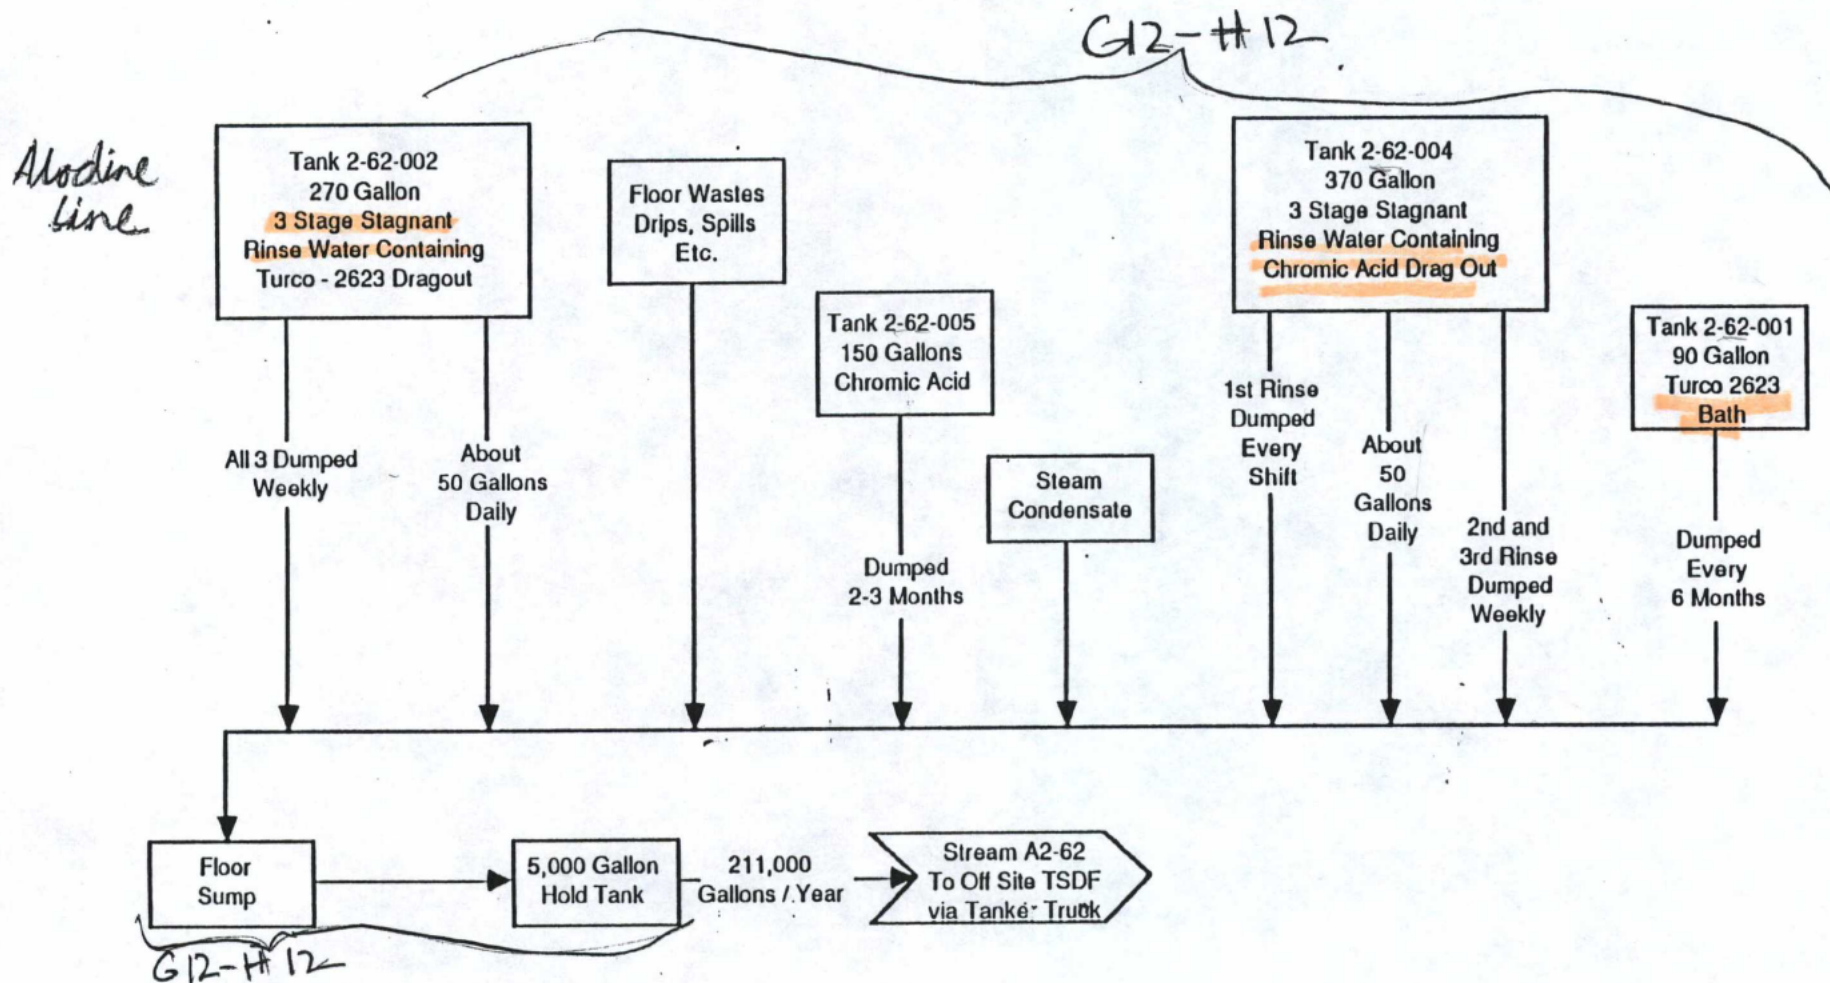 G12-H12
Alodine
Line
Tank 2-62-002
270 Gallon
3 Stage Stagnant
Rinse Water Containing
Turco - 2623 Dragout
Floor Wastes
Drips, Spills
Etc.
Tank 2-62-005
150 Gallons
Chromic Acid
Steam
Condensate
Tank 2-62-004
370 Gallon
3 Stage Stagnant
Rinse Water Containing
Chromic Acid Drag Out
Tank 2-62-001
90 Gallon
Turco 2623
Bath
All 3 Dumped
Weekly
About
50 Gallons
Daily
Dumped
2-3 Months
1st Rinse
Dumped
Every
Shift
About
50
Gallons
Daily
2nd and
3rd Rinse
Dumped
Weekly
Dumped
Every
6 Months
Floor
Sump
5,000 Gallon
Hold Tank
211,000
Gallons / Year
Stream A2-62
To Off Site TSDF
via Tanker Truck
G12-H12